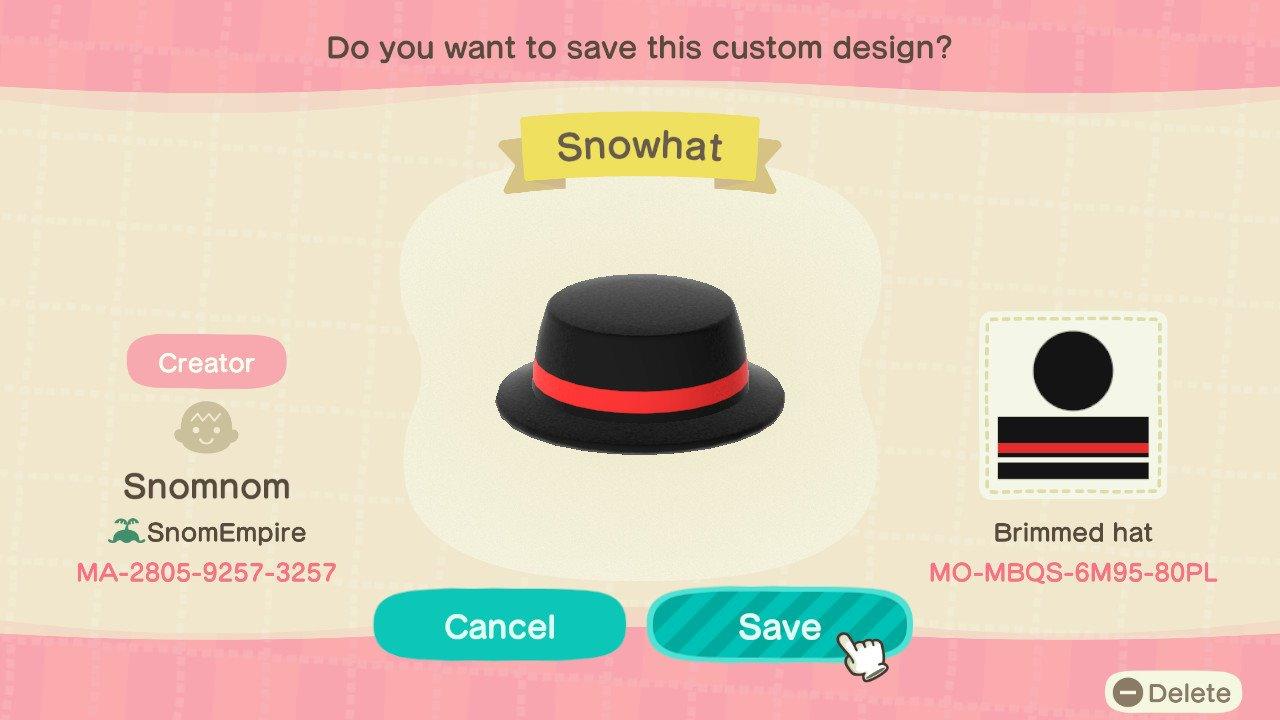 Do you want to save this custom design?
Snowhat
Creator
Snomnom
SnomEmpire
MA-2805-9257-3257
Brimmed hat
MO-MBQS-6M95-80PL
Cancel
Save
Delete